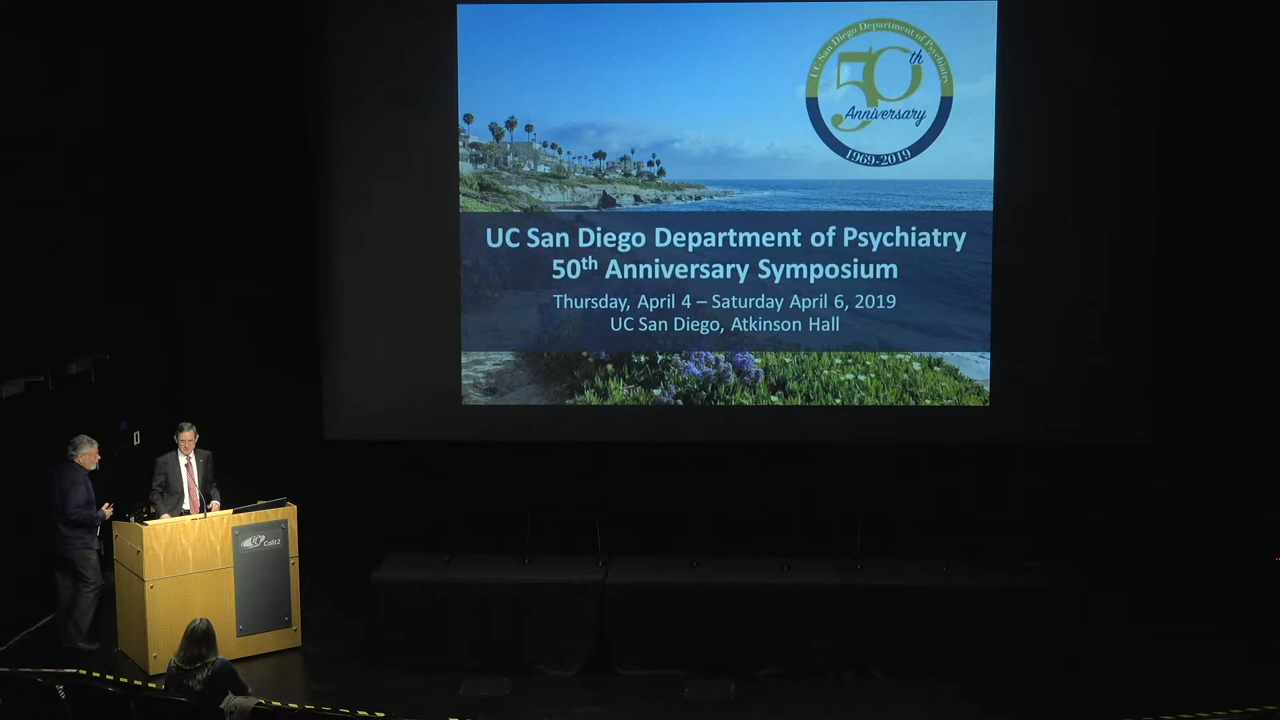 UC San Diego Department of Psychiatry
50th
Anniversary
1969-2019
UC San Diego Department of Psychiatry
50th Anniversary Symposium
Thursday, April 4 – Saturday April 6, 2019
UC San Diego, Atkinson Hall
Calit2